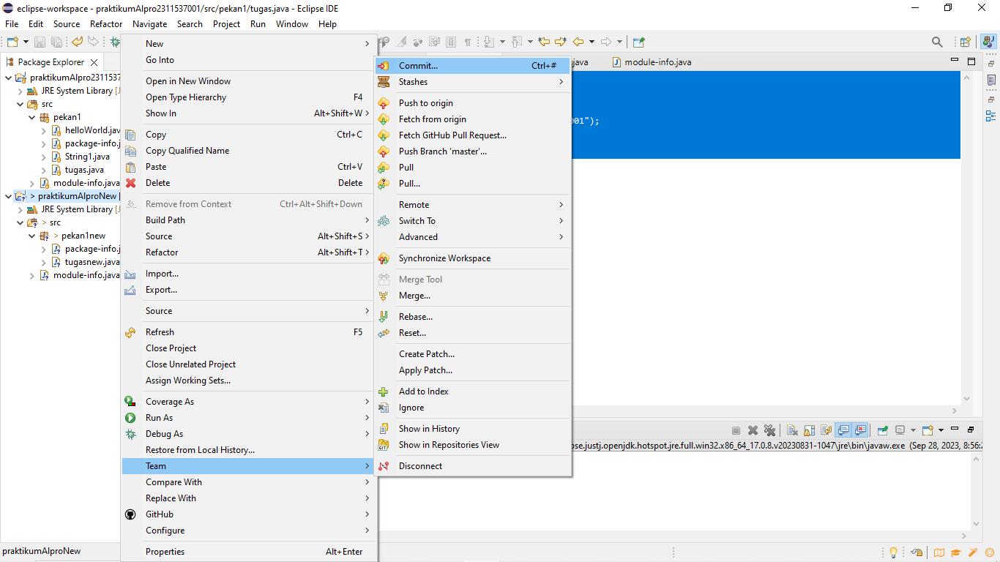 eclipse-workspace - praktikumAlpro2311537001/src/pekan1/tugas.java - Eclipse IDE
File Edit Source Refactor Navigate Search Project Run Window Help
Package Explorer
praktikumAlpro2311537
JRE System Library [J
src
pekan1
helloWorld.jav
package-info.j
String1.java
tugas.java
module-info.java
> praktikumAlproNew [
JRE System Library [J
> src
> pekan1new
package-info.j
tugasnew.java
module-info.java
New
Go Into
Open in New Window
Open Type Hierarchy F4
Show In Alt+Shift+W
Copy Ctrl+C
Copy Qualified Name
Paste Ctrl+V
Delete Delete
Remove from Context Ctrl+Alt+Shift+Down
Build Path
Source Alt+Shift+S
Refactor Alt+Shift+T
Import...
Export...
Source
Refresh F5
Close Project
Close Unrelated Project
Assign Working Sets...
Coverage As
Run As
Debug As
Restore from Local History...
Team
Compare With
Replace With
GitHub
Configure
Properties Alt+Enter
Commit... Ctrl+#
Stashes
Push to origin
Fetch from origin
Fetch GitHub Pull Request...
Push Branch 'master'...
Pull
Pull...
Remote
Switch To
Advanced
Synchronize Workspace
Merge Tool
Merge...
Rebase...
Reset...
Create Patch...
Apply Patch...
Add to Index
Ignore
Show in History
Show in Repositories View
Disconnect
java
module-info.java
001");
pse.justj.openjdk.hotspot.jre.full.win32.x86_64_17.0.8.v20230831-1047\jre\bin\javaw.exe (Sep 28, 2023, 8:56:2
praktikumAlproNew